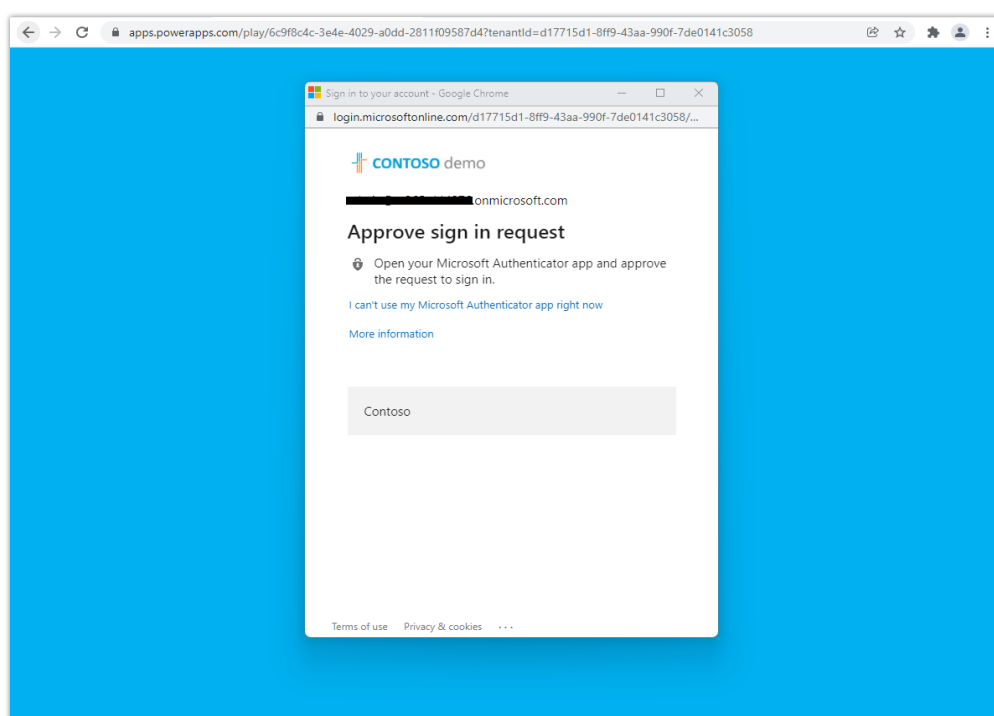 apps.powerapps.com/play/6c9f8c4c-3e4e-4029-a0dd-2811f09587d4?tenantId=d17715d1-8ff9-43aa-990f-7de0141c3058
Sign in to your account - Google Chrome
login.microsoftonline.com/d17715d1-8ff9-43aa-990f-7de0141c3058/...
CONTOSO demo
.onmicrosoft.com
Approve sign in request
Open your Microsoft Authenticator app and approve
the request to sign in.
I can't use my Microsoft Authenticator app right now
More information
Contoso
Terms of use Privacy & cookies ...